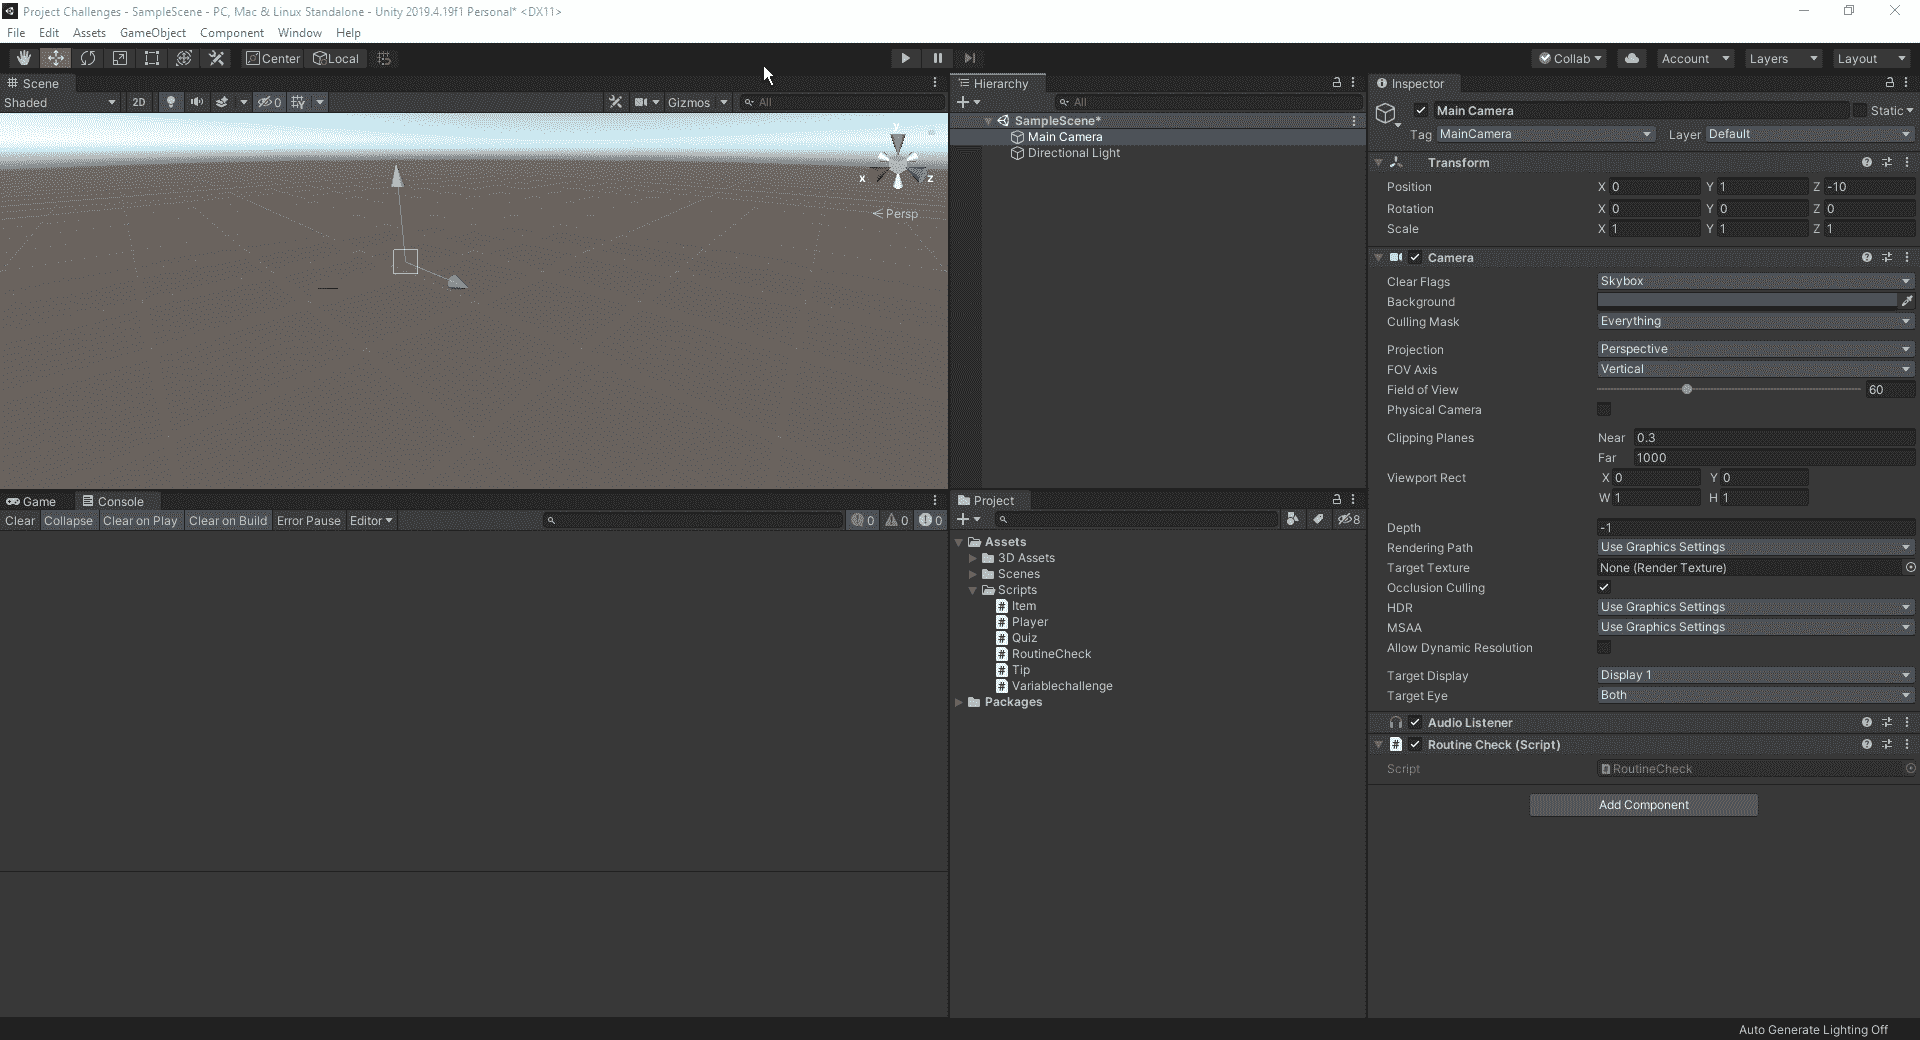 Project Challenges - SampleScene - PC, Mac & Linux Standalone - Unity 2019.4.19f1 Personal* <DX11>
File Edit Assets GameObject Component Window Help
Center Local Collab Account Layers Layout
Scene
Shaded 2D 0 Gizmos All
y
x z
Persp
Game Console
Clear Collapse Clear on Play Clear on Build Error Pause Editor 0 0 0
Hierarchy
All
SampleScene*
Main Camera
Directional Light
Project
8
Assets
3D Assets
Scenes
Scripts
# Item
# Player
# Quiz
# RoutineCheck
# Tip
# Variablechallenge
Packages
Inspector
Main Camera Static
Tag MainCamera Layer Default
Transform
Position X 0 Y 1 Z -10
Rotation X 0 Y 0 Z 0
Scale X 1 Y 1 Z 1
Camera
Clear Flags Skybox
Background
Culling Mask Everything
Projection Perspective
FOV Axis Vertical
Field of View 60
Physical Camera
Clipping Planes Near 0.3
Far 1000
Viewport Rect X 0 Y 0
W 1 H 1
Depth -1
Rendering Path Use Graphics Settings
Target Texture None (Render Texture)
Occlusion Culling
HDR Use Graphics Settings
MSAA Use Graphics Settings
Allow Dynamic Resolution
Target Display Display 1
Target Eye Both
Audio Listener
# Routine Check (Script)
Script RoutineCheck
Add Component
Auto Generate Lighting Off